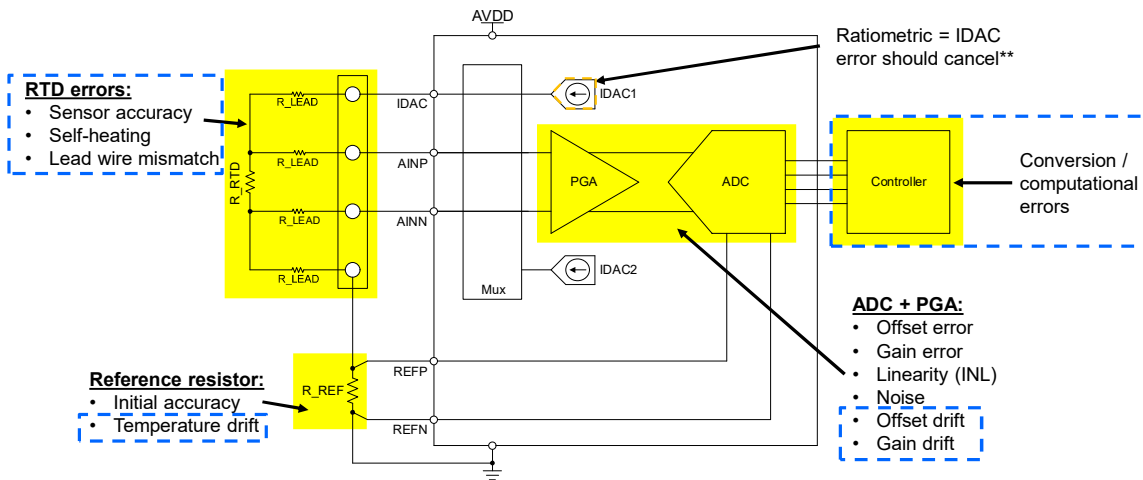 AVDD
Ratiometric = IDAC
error should cancel**
RTD errors:
• Sensor accuracy
• Self-heating
• Lead wire mismatch
R_LEAD
IDAC
IDAC1
R_LEAD
AINP
R_RTD
PGA
ADC
Controller
Conversion /
computational
errors
R_LEAD
AINN
R_LEAD
IDAC2
Mux
ADC + PGA:
• Offset error
• Gain error
• Linearity (INL)
• Noise
• Offset drift
• Gain drift
Reference resistor:
• Initial accuracy
• Temperature drift
R_REF
REFP
REFN